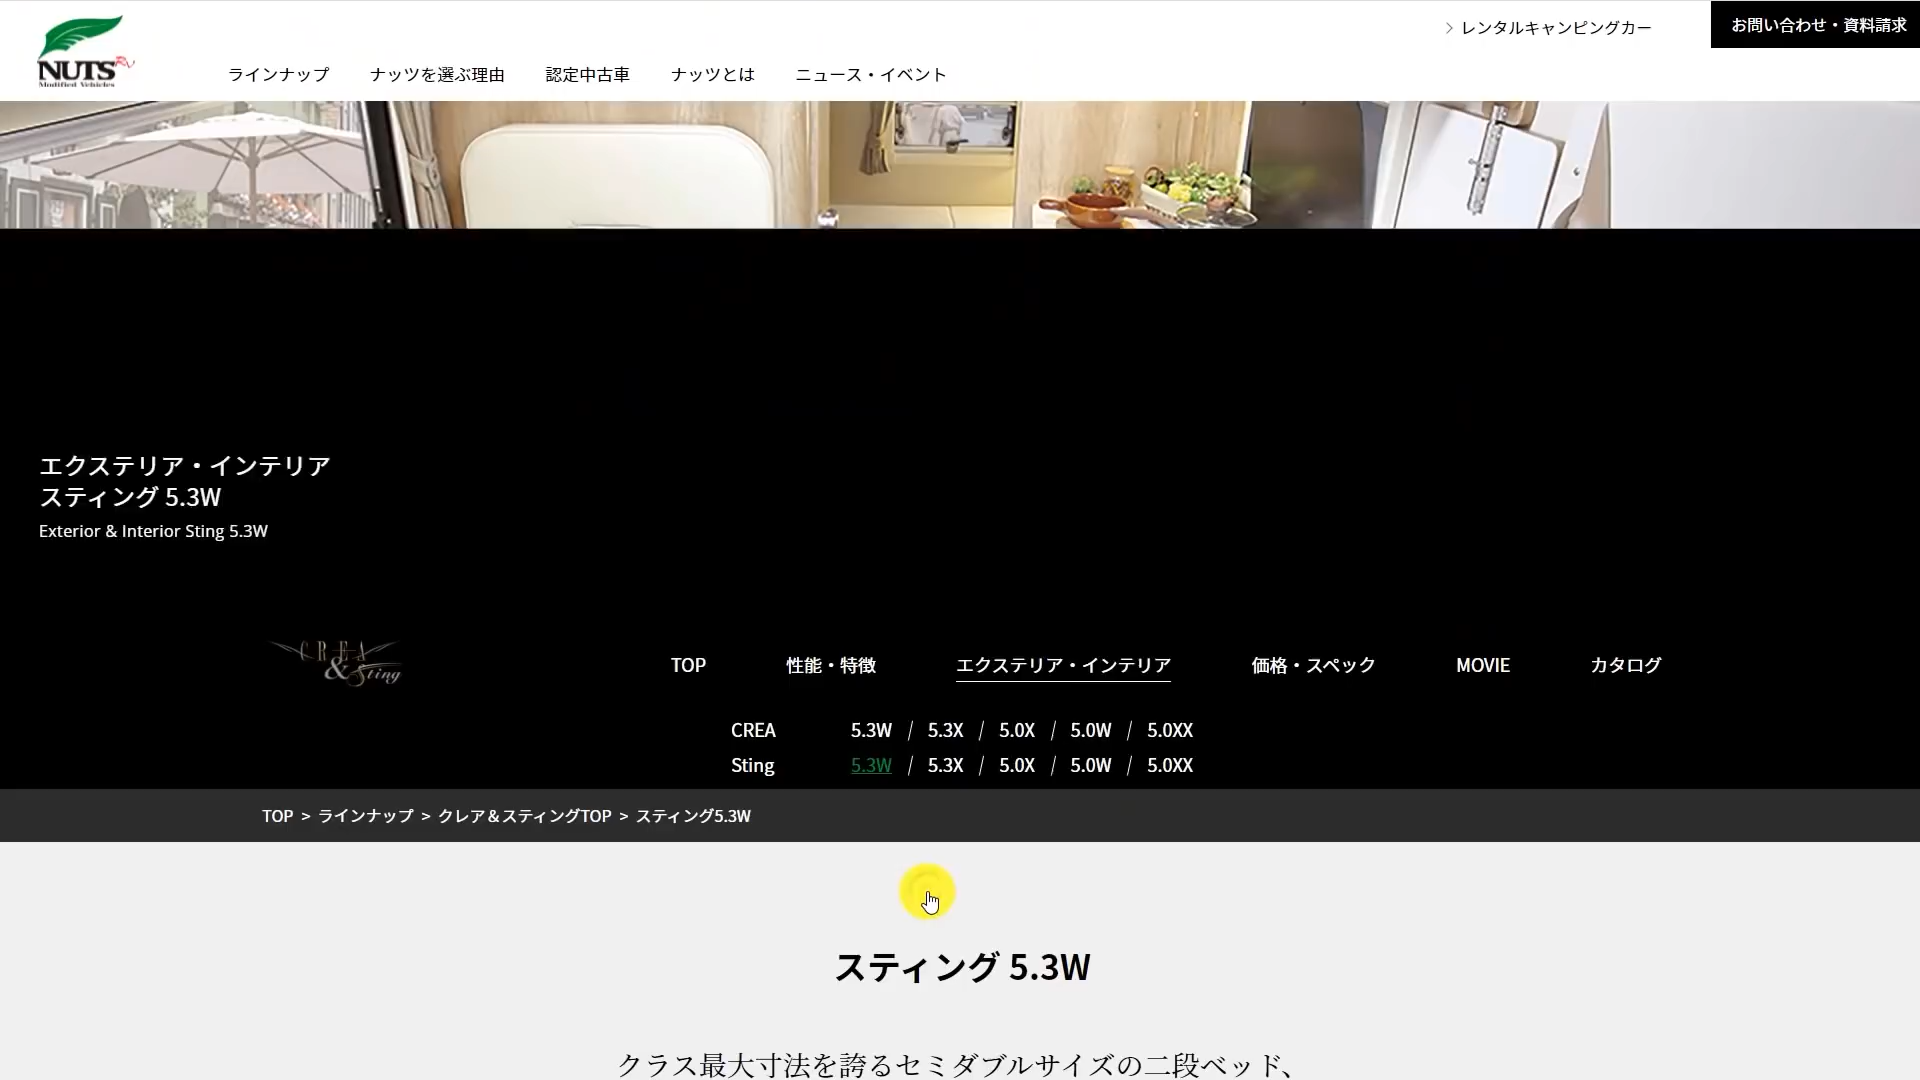 NUTS RV
Modified Vehicles
レンタルキャンピングカー
お問い合わせ・資料請求
ラインナップ
ナッツを選ぶ理由
認定中古車
ナッツとは
ニュース・イベント
エクステリア・インテリア
スティング 5.3W
Exterior & Interior Sting 5.3W
CREA
& Sting
TOP
性能・特徴
エクステリア・インテリア
価格・スペック
MOVIE
カタログ
CREA 5.3W / 5.3X / 5.0X / 5.0W / 5.0XX
Sting 5.3W / 5.3X / 5.0X / 5.0W / 5.0XX
TOP > ラインナップ > クレア＆スティングTOP > スティング5.3W
スティング 5.3W
クラス最大寸法を誇るセミダブルサイズの二段ベッド、